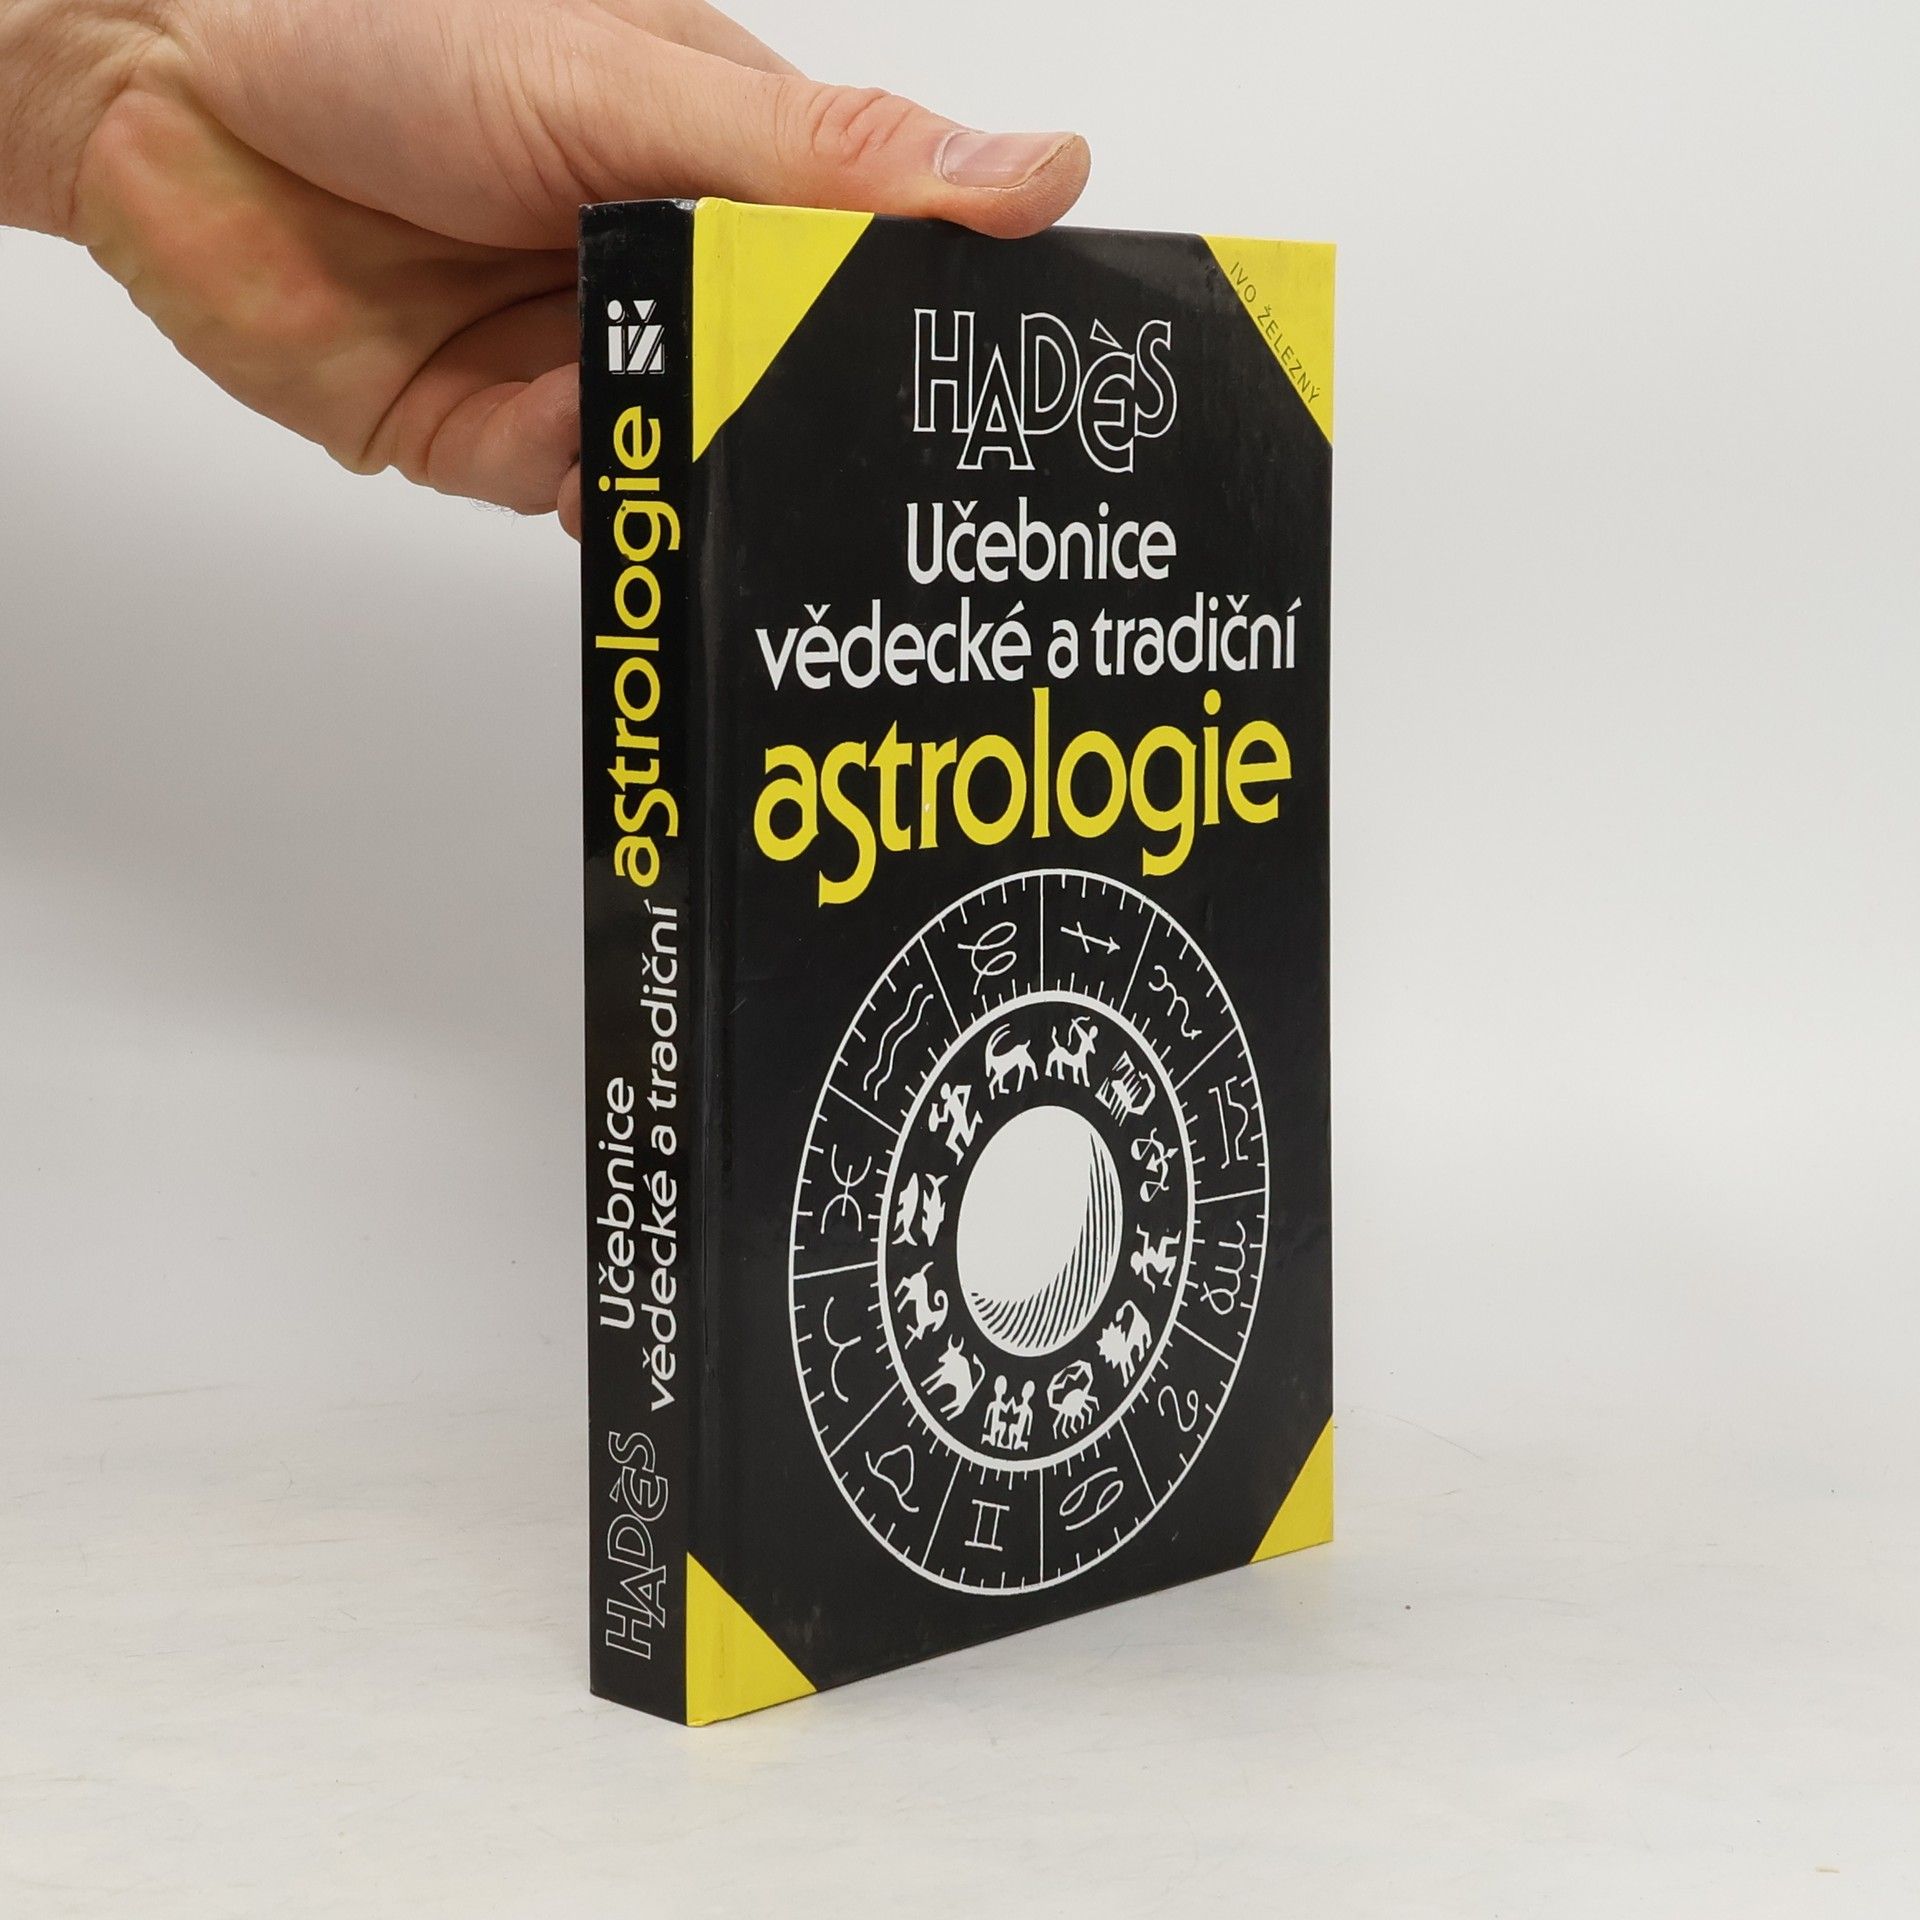 HADÈS
Učebnice
vědecké a tradiční
astrologie
IVO ŽELEZNÝ
HADÈS
Učebnice
vědecké a tradiční
astrologie
iž